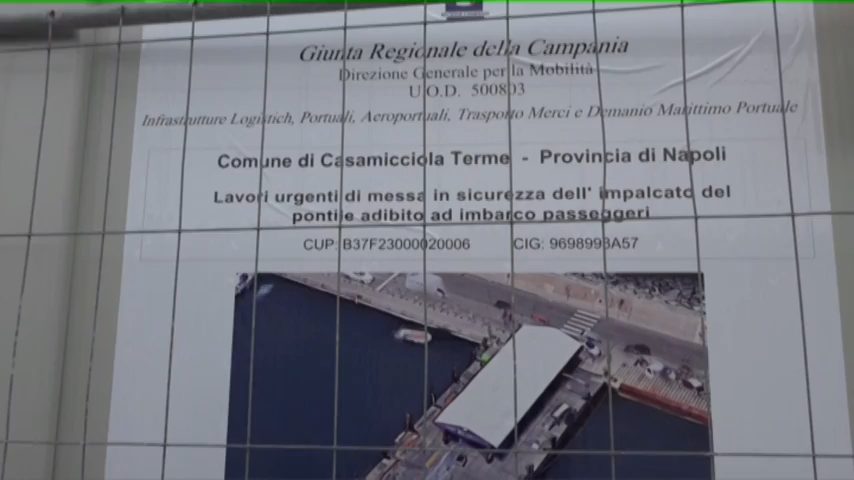 Giunta Regionale della Campania
Direzione Generale per la Mobilità
U.O.D. 500803
Infrastrutture Logistich, Portuali, Aeroportuali, Trasporto Merci e Demanio Marittimo Portuale
Comune di Casamicciola Terme - Provincia di Napoli
Lavori urgenti di messa in sicurezza dell' impalcato del
pontile adibito ad imbarco passeggeri
CUP: B37F23000020006 CIG: 9698993A57